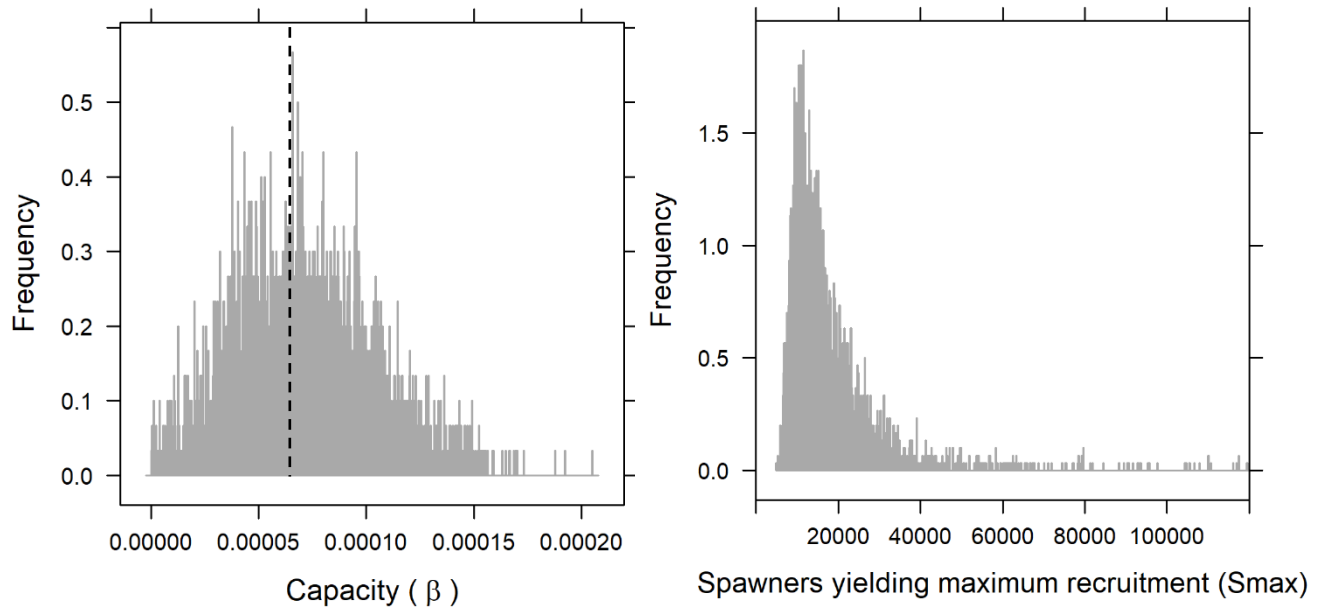 Frequency
0.5
0.4
0.3
0.2
0.1
0.0
0.00000 0.00005 0.00010 0.00015 0.00020
Capacity ( β )
Frequency
1.5
1.0
0.5
0.0
20000 40000 60000 80000 100000
Spawners yielding maximum recruitment (Smax)